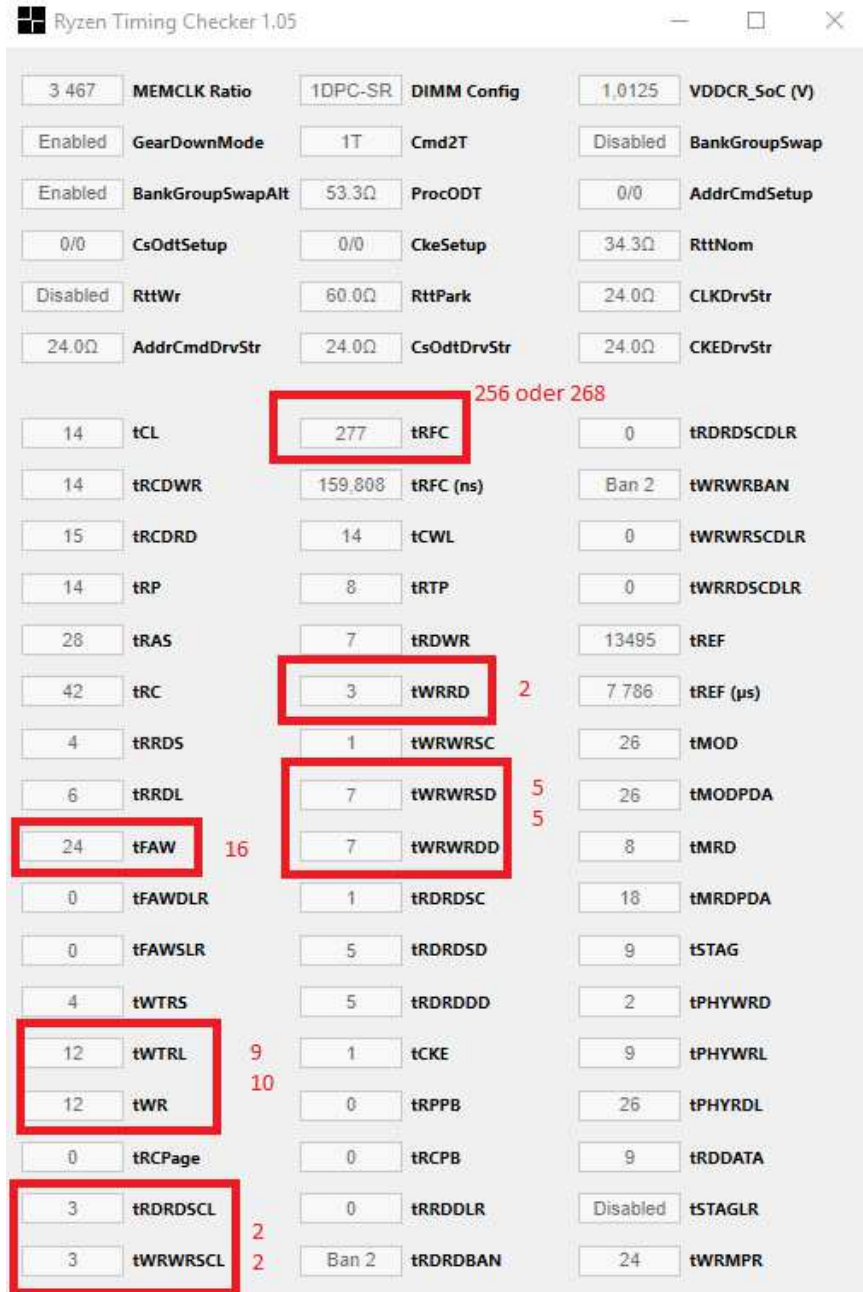 Ryzen Timing Checker 1.05
3 467 MEMCLK Ratio 1DPC-SR DIMM Config 1,0125 VDDCR_SoC (V)
Enabled GearDownMode 1T Cmd2T Disabled BankGroupSwap
Enabled BankGroupSwapAlt 53.3Ω ProcODT 0/0 AddrCmdSetup
0/0 CsOdtSetup 0/0 CkeSetup 34.3Ω RttNom
Disabled RttWr 60.0Ω RttPark 24.0Ω CLKDrvStr
24.0Ω AddrCmdDrvStr 24.0Ω CsOdtDrvStr 24.0Ω CKEDrvStr
256 oder 268
14 tCL 277 tRFC 0 tRDRDSCDLR
14 tRCDWR 159,808 tRFC (ns) Ban 2 tWRWRBAN
15 tRCDRD 14 tCWL 0 tWRWRSCDLR
14 tRP 8 tRTP 0 tWRRDSCDLR
28 tRAS 7 tRDWR 13495 tREF
42 tRC 3 tWRRD 2 7 786 tREF (µs)
4 tRRDS 1 tWRWRSC 26 tMOD
6 tRRDL 7 tWRWRSD 5 26 tMODPDA
24 tFAW 16 7 tWRWRDD 5 8 tMRD
0 tFAWDLR 1 tRDRDSC 18 tMRDPDA
0 tFAWSLR 5 tRDRDSD 9 tSTAG
4 tWTRS 5 tRDRDDD 2 tPHYWRD
12 tWTRL 9 1 tCKE 9 tPHYWRL
12 tWR 10 0 tRPPB 26 tPHYRDL
0 tRCPage 0 tRCPB 9 tRDDATA
3 tRDRDSCL 2 0 tRRDDLR Disabled tSTAGLR
3 tWRWRSCL 2 Ban 2 tRDRDBAN 24 tWRMPR